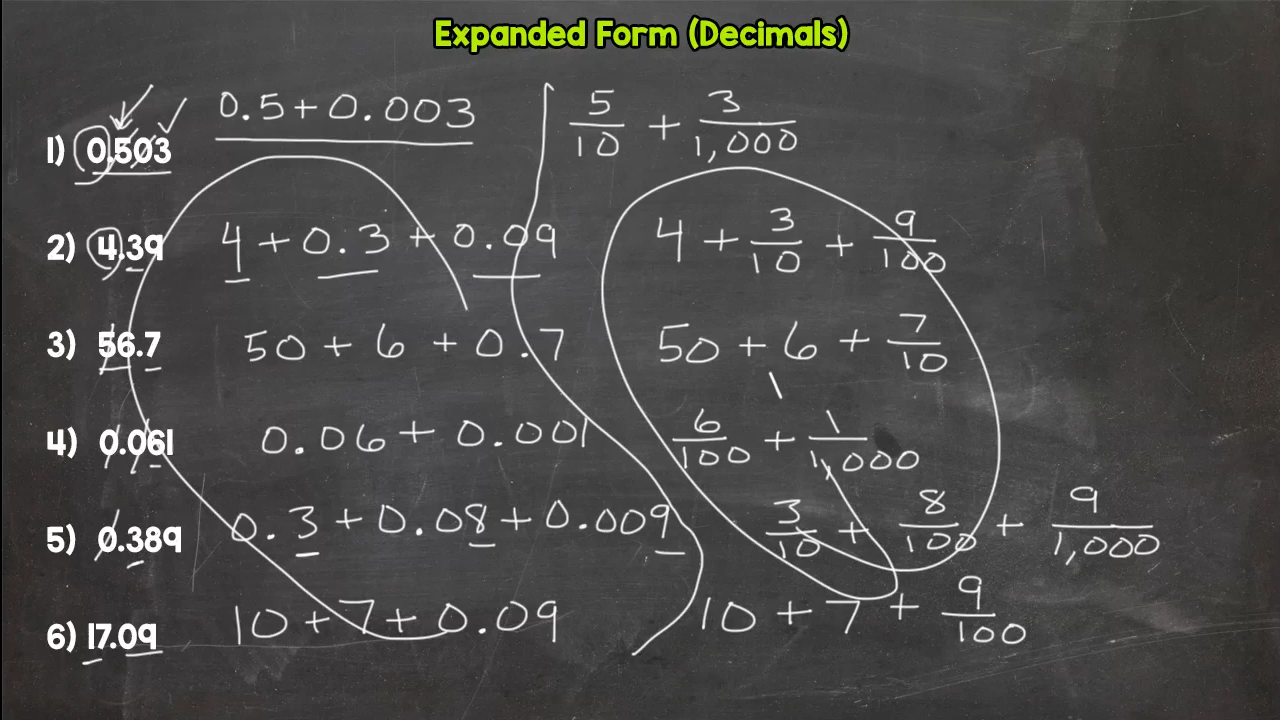 Expanded Form (Decimals)
1) 0.503 0.5+0.003 5/10 + 3/1,000
2) 4.39 4+0.3+0.09 4+3/10+9/100
3) 56.7 50+6+0.7 50+6+7/10
4) 0.061 0.06+0.001 6/100+1/1,000
5) 0.389 0.3+0.08+0.009 3/10+8/100+9/1,000
6) 17.09 10+7+0.09 10+7+9/100